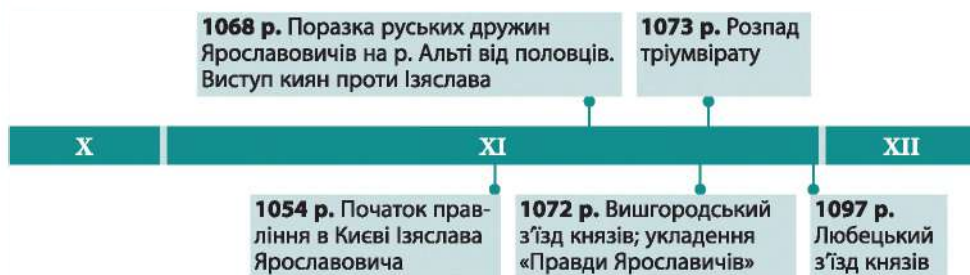 1068 р. Поразка руських дружин
Ярославовичів на р. Альті від половців.
Виступ киян проти Ізяслава
1073 р. Розпад
тріумвірату
X
XI
XII
1054 р. Початок прав-
ління в Києві Ізяслава
Ярославовича
1072 р. Вишгородський
з’їзд князів; укладення
«Правди Ярославичів»
1097 р.
Любецький
з’їзд князів